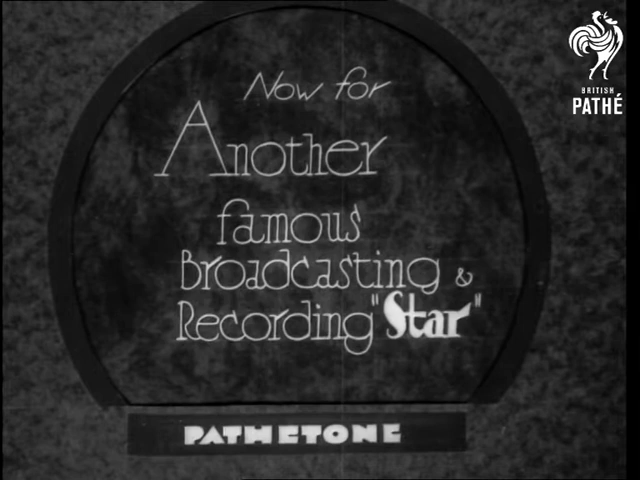 Now for
Another
famous
Broadcasting &
Recording "Star"
PATHETONE
BRITISH
PATHÉ